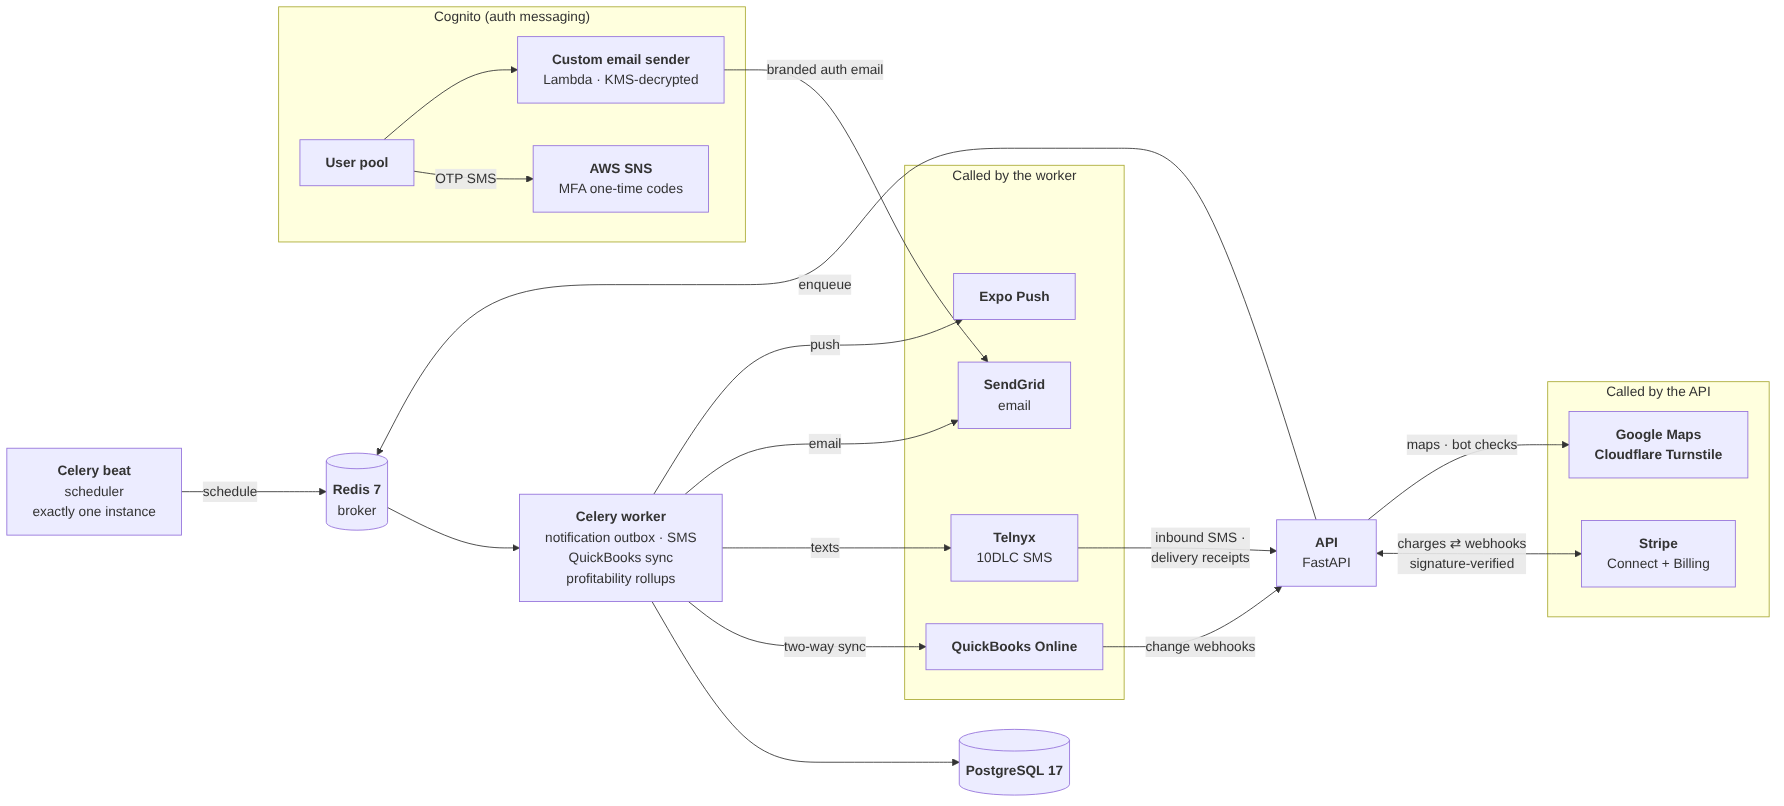 Cognito (auth messaging)
Custom email sender
Lambda · KMS-decrypted
branded auth email
User pool
OTP SMS
AWS SNS
MFA one-time codes
Called by the worker
enqueue
Expo Push
push
SendGrid
email
email
Called by the API
Google Maps
Cloudflare Turnstile
maps · bot checks
Celery beat
scheduler
exactly one instance
schedule
Redis 7
broker
Celery worker
notification outbox · SMS
QuickBooks sync
profitability rollups
texts
Telnyx
10DLC SMS
inbound SMS ·
delivery receipts
API
FastAPI
charges ⇄ webhooks
signature-verified
Stripe
Connect + Billing
two-way sync
QuickBooks Online
change webhooks
PostgreSQL 17